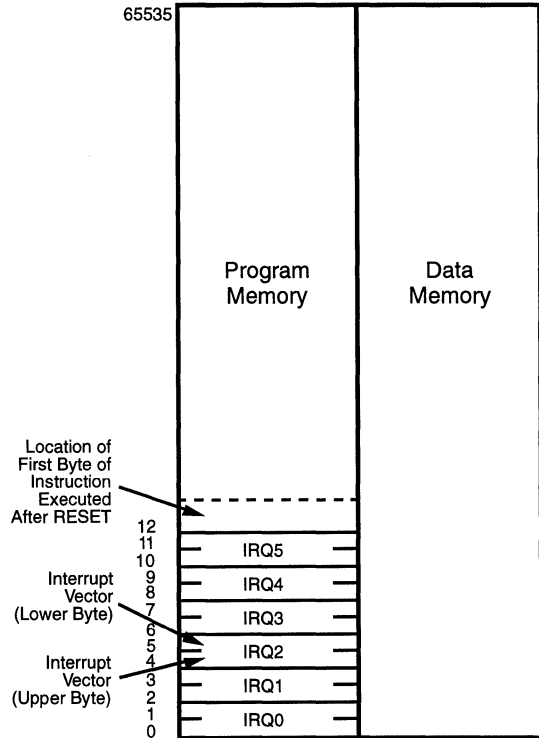 65535
Program
Memory
Data
Memory
Location of
First Byte of
Instruction
Executed
After RESET
12
11
10
9
8
7
6
5
4
3
2
1
0
IRQ5
IRQ4
IRQ3
IRQ2
IRQ1
IRQ0
Interrupt
Vector
(Lower Byte)
Interrupt
Vector
(Upper Byte)